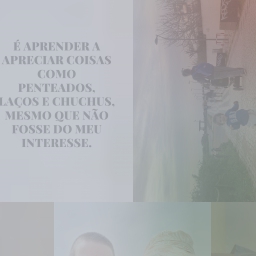 É APRENDER A
APRECIAR COISAS
COMO
PENTEADOS,
LAÇOS E CHUCHUS,
MESMO QUE NÃO
FOSSE DO MEU
INTERESSE.